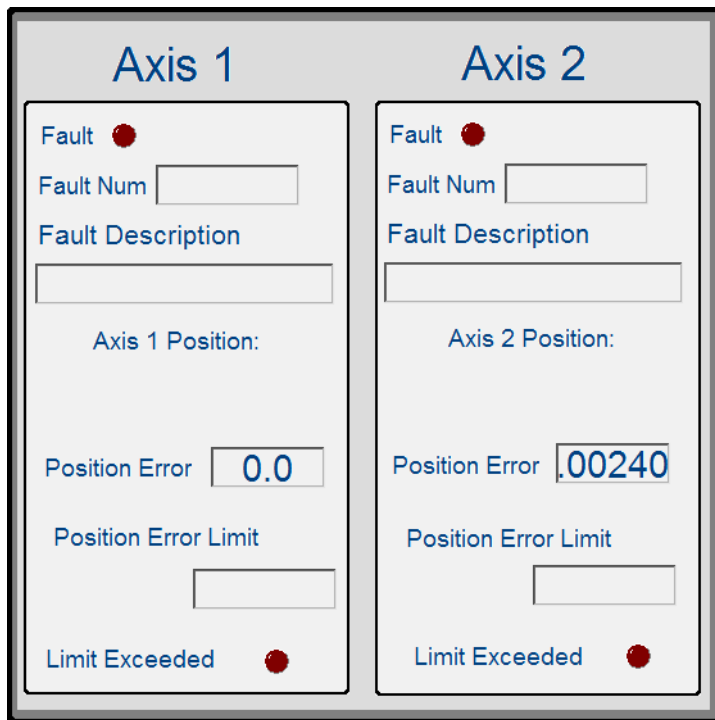 Axis 1
Fault
Fault Num
Fault Description
Axis 1 Position:
Position Error 0.0
Position Error Limit
Limit Exceeded
Axis 2
Fault
Fault Num
Fault Description
Axis 2 Position:
Position Error .00240
Position Error Limit
Limit Exceeded